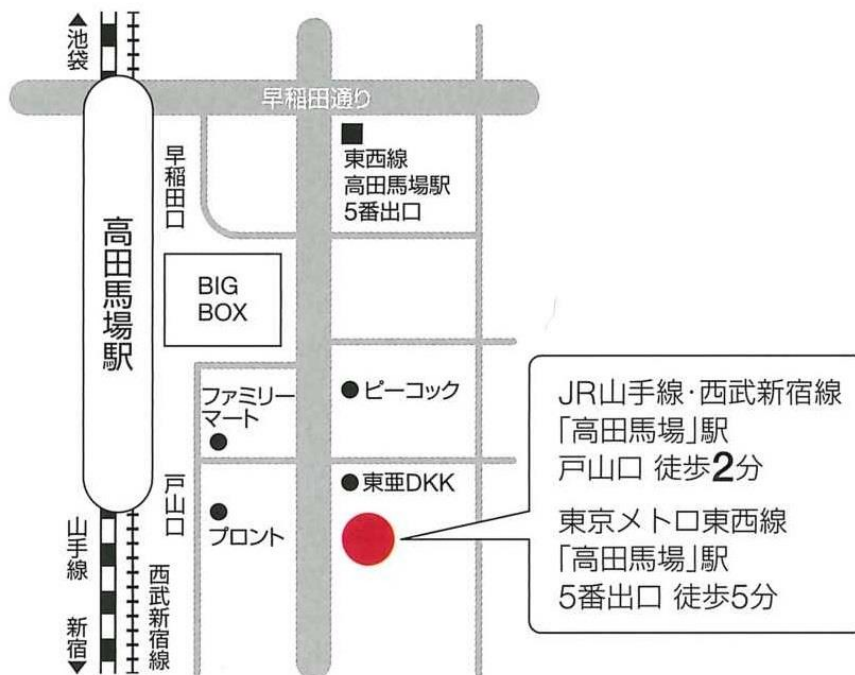 ▲池袋
早稲田通り
早稲田口
東西線
高田馬場駅
5番出口
高田馬場駅
BIG
BOX
ファミリー
マート
ピーコック
戸山口
プロント
東亜DKK
山手線
新宿▼
西武新宿線
JR山手線・西武新宿線
「高田馬場」駅
戸山口 徒歩2分
東京メトロ東西線
「高田馬場」駅
5番出口 徒歩5分